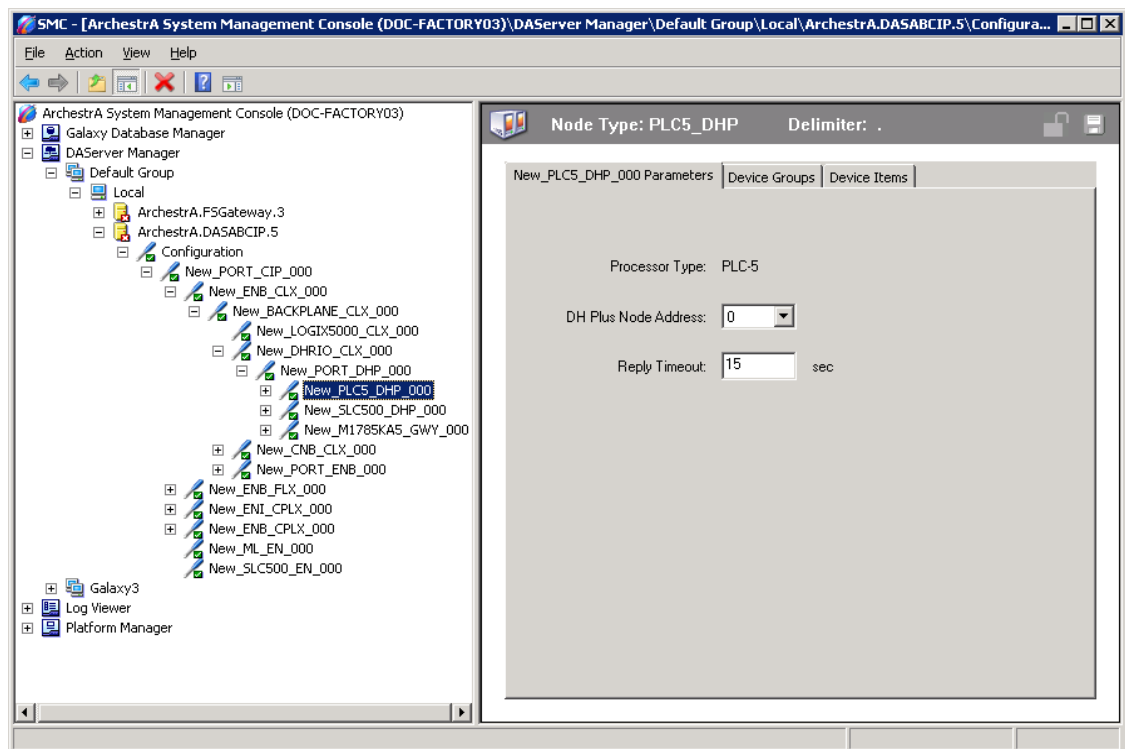 SMC - [ArchestrA System Management Console (DOC-FACTORY03)\DAServer Manager\Default Group\Local\ArchestrA.DASABCIP.5\Configura...
File Action View Help
ArchestrA System Management Console (DOC-FACTORY03)
Galaxy Database Manager
DAServer Manager
Default Group
Local
ArchestrA.FSGateway.3
ArchestrA.DASABCIP.5
Configuration
New_PORT_CIP_000
New_ENB_CLX_000
New_BACKPLANE_CLX_000
New_LOGIX5000_CLX_000
New_DHRIO_CLX_000
New_PORT_DHP_000
New_PLC5_DHP_000
New_SLC500_DHP_000
New_M1785KA5_GWY_000
New_CNB_CLX_000
New_PORT_ENB_000
New_ENB_FLX_000
New_ENI_CPLX_000
New_ENB_CPLX_000
New_ML_EN_000
New_SLC500_EN_000
Galaxy3
Log Viewer
Platform Manager
Node Type: PLC5_DHP Delimiter: .
New_PLC5_DHP_000 Parameters Device Groups Device Items
Processor Type: PLC-5
DH Plus Node Address: 0
Reply Timeout: 15 sec